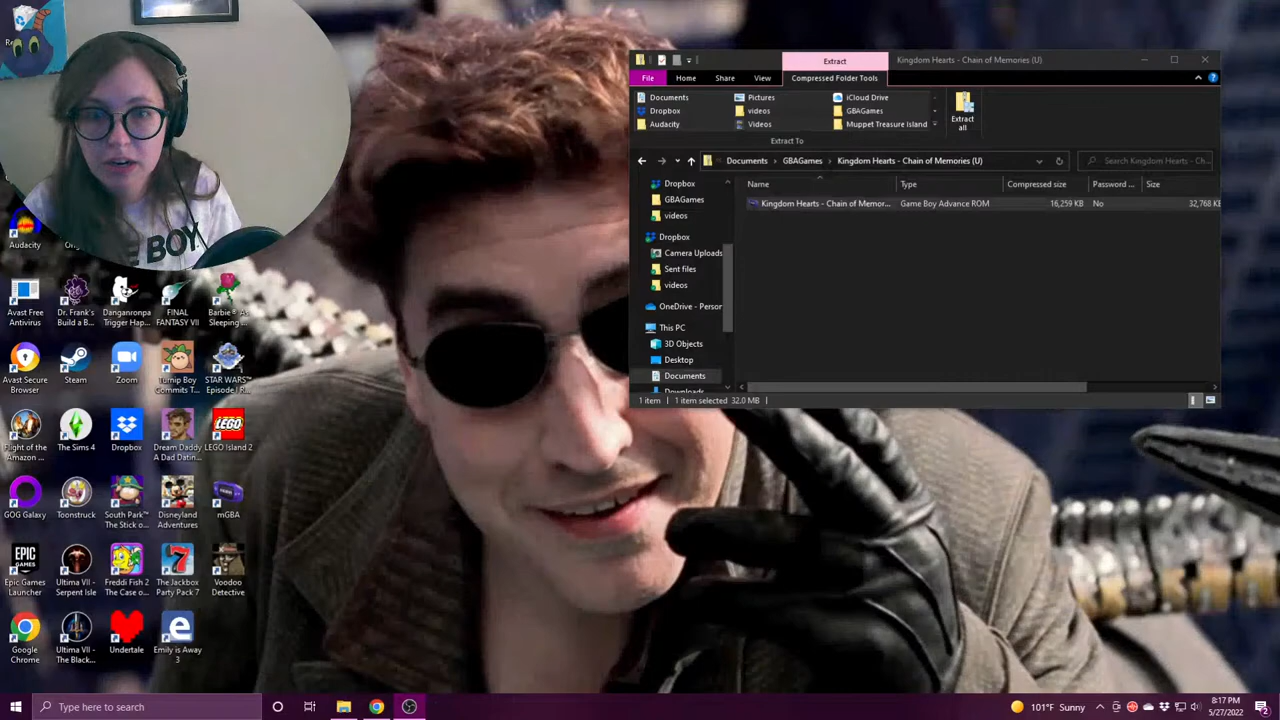 Extract
Kingdom Hearts - Chain of Memories (U)
File
Home
Share
View
Compressed Folder Tools
Documents
Pictures
iCloud Drive
Dropbox
videos
GBAGames
Audacity
Videos
Muppet Treasure Island
Extract all
Extract To
Documents
GBAGames
Kingdom Hearts - Chain of Memories (U)
Search Kingdom Hearts - Ch...
Name
Type
Compressed size
Password ...
Size
Kingdom Hearts - Chain of Memor...
Game Boy Advance ROM
16,259 KB
No
32,768 KB
Dropbox
GBAGames
videos
Dropbox
Camera Uploads
Sent files
videos
OneDrive - Person
This PC
3D Objects
Desktop
Documents
Downloads
1 item
1 item selected 32.0 MB
THE BOY
Audacity
Avast Free Antivirus
Dr. Frank's Build a B...
Danganronpa Trigger Hap...
FINAL FANTASY VII
Barbie® As Sleeping ...
Avast Secure Browser
Steam
Zoom
Turnip Boy Commits T...
STAR WARS™ Episode I R...
Flight of the Amazon ...
The Sims 4
Dropbox
Dream Daddy A Dad Datin...
LEGO
LEGO Island 2
GOG Galaxy
Toonstruck
South Park™ The Stick o...
Disneyland Adventures
mGBA
EPIC GAMES
Epic Games Launcher
Ultima VII - Serpent Isle
Freddi Fish 2 The Case o...
The Jackbox Party Pack 7
Voodoo Detective
Google Chrome
Ultima VII - The Black...
Undertale
Emily is Away 3
Type here to search
101°F Sunny
8:17 PM
5/27/2022
2